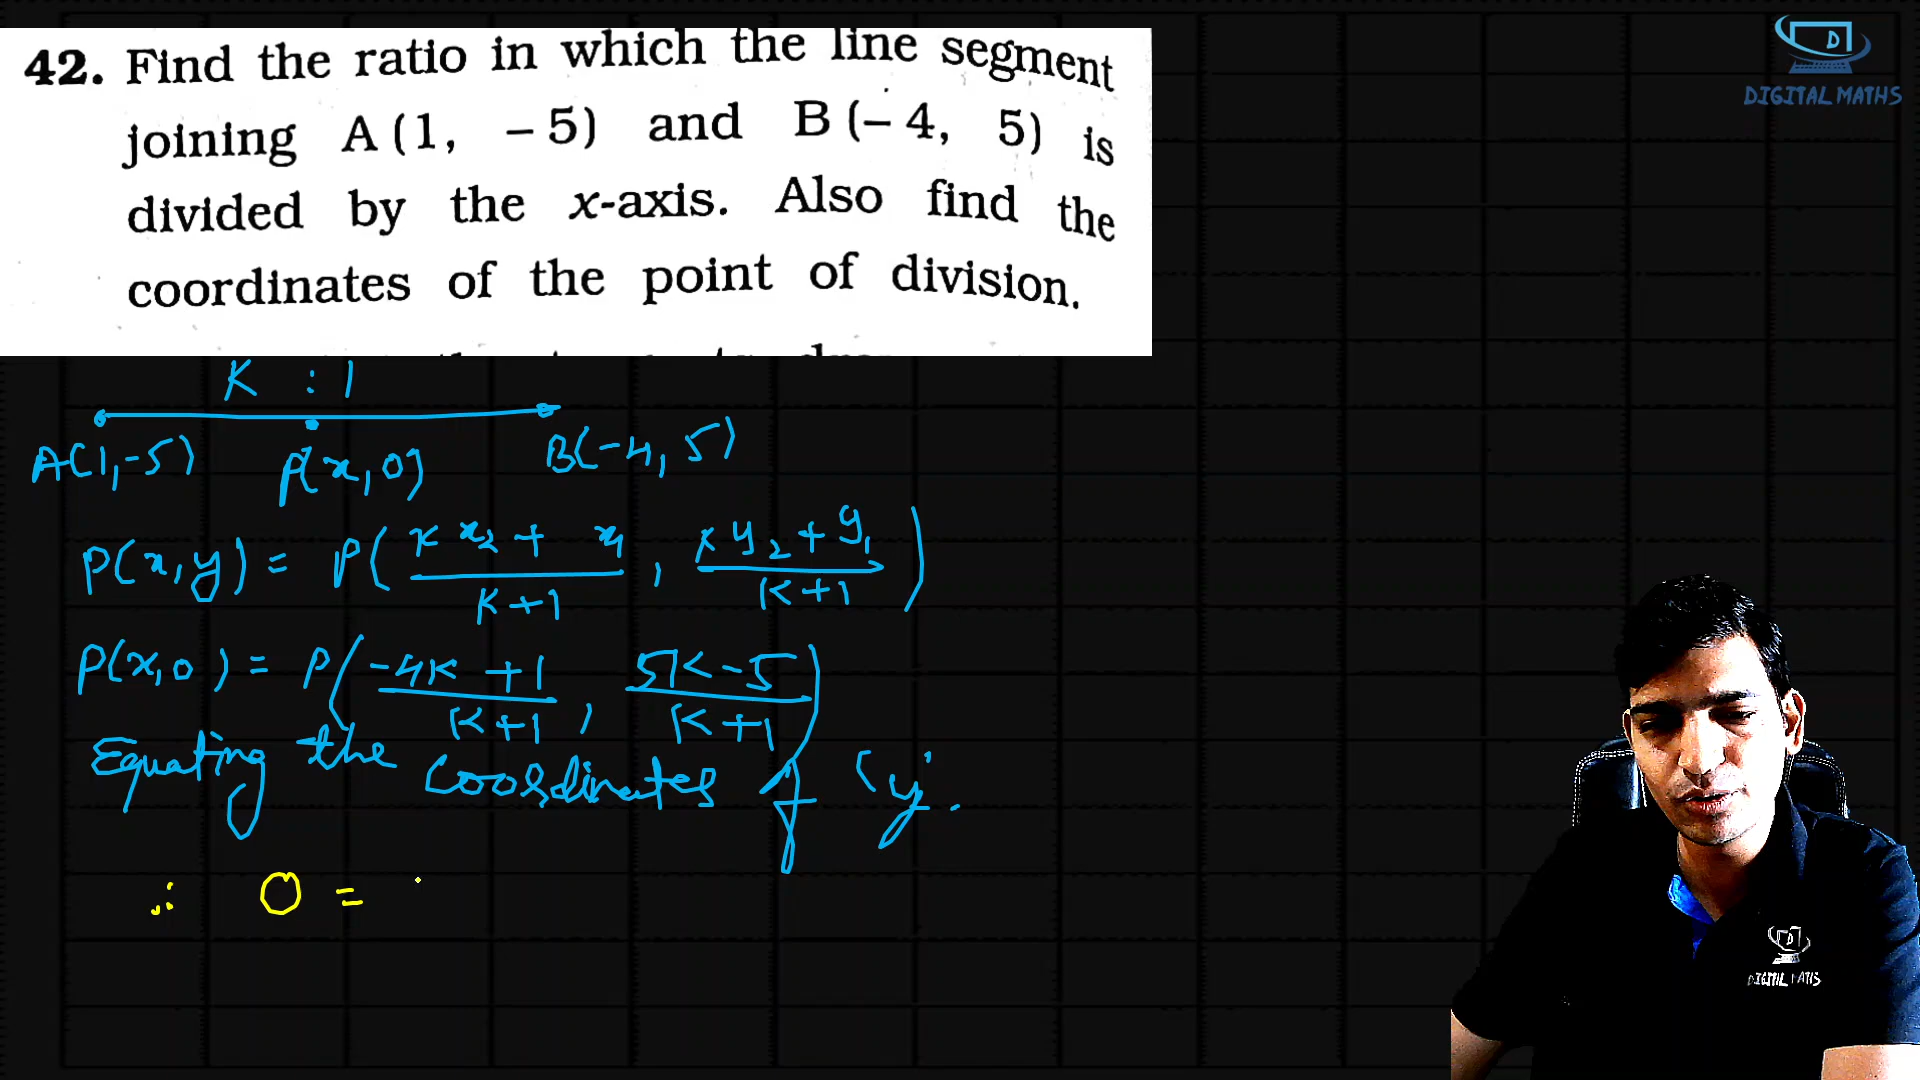 42. Find the ratio in which the line segment
joining A(1, –5) and B(–4, 5) is
divided by the x-axis. Also find the
coordinates of the point of division.
D
DIGITAL MATHS
K : 1
A(1,-5) P(x,0) B(-4, 5)
P(x,y) = P( K x₂ + x₁ / K+1 , K y₂ + y₁ / K+1 )
P(x,0) = P( -4K +1 / K+1 , 5K-5 / K+1 )
Equating the coordinates of 'y'.
∴ 0 =
D
DIGITAL MATHS